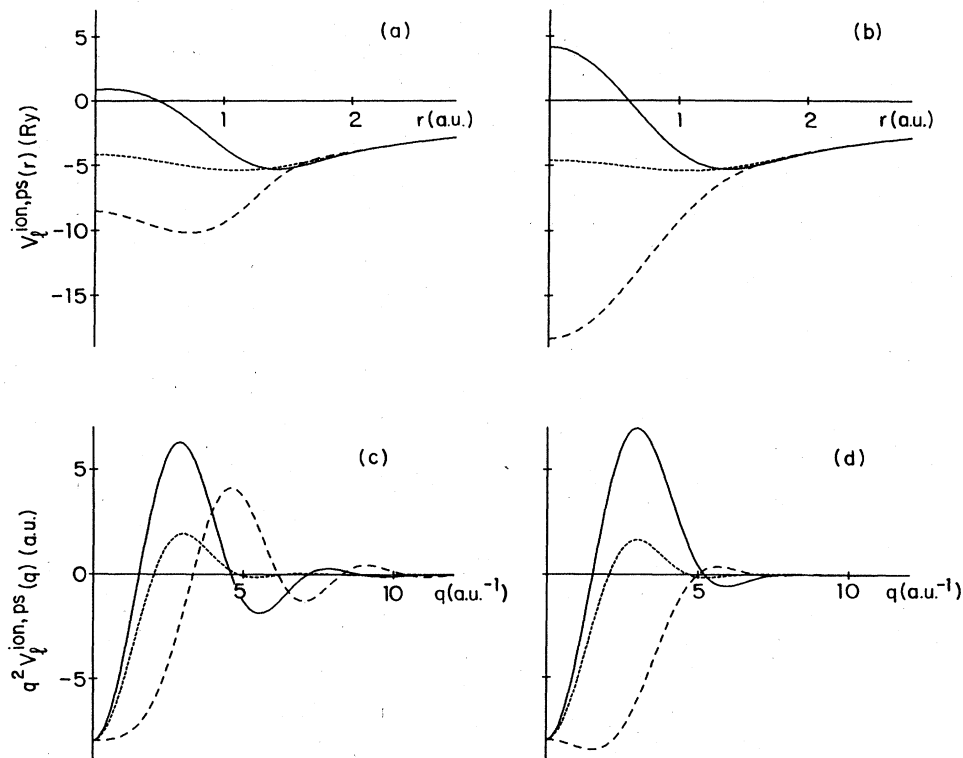 (a)
5
0
-5
-10
-15
1
2
r(a.u.)
V_ℓ^ion,ps(r) (Ry)
(b)
1
2
r(a.u.)
(c)
5
0
-5
5
10
q(a.u.⁻¹)
q²V_ℓ^ion,ps(q) (a.u.)
(d)
5
10
q(a.u.⁻¹)